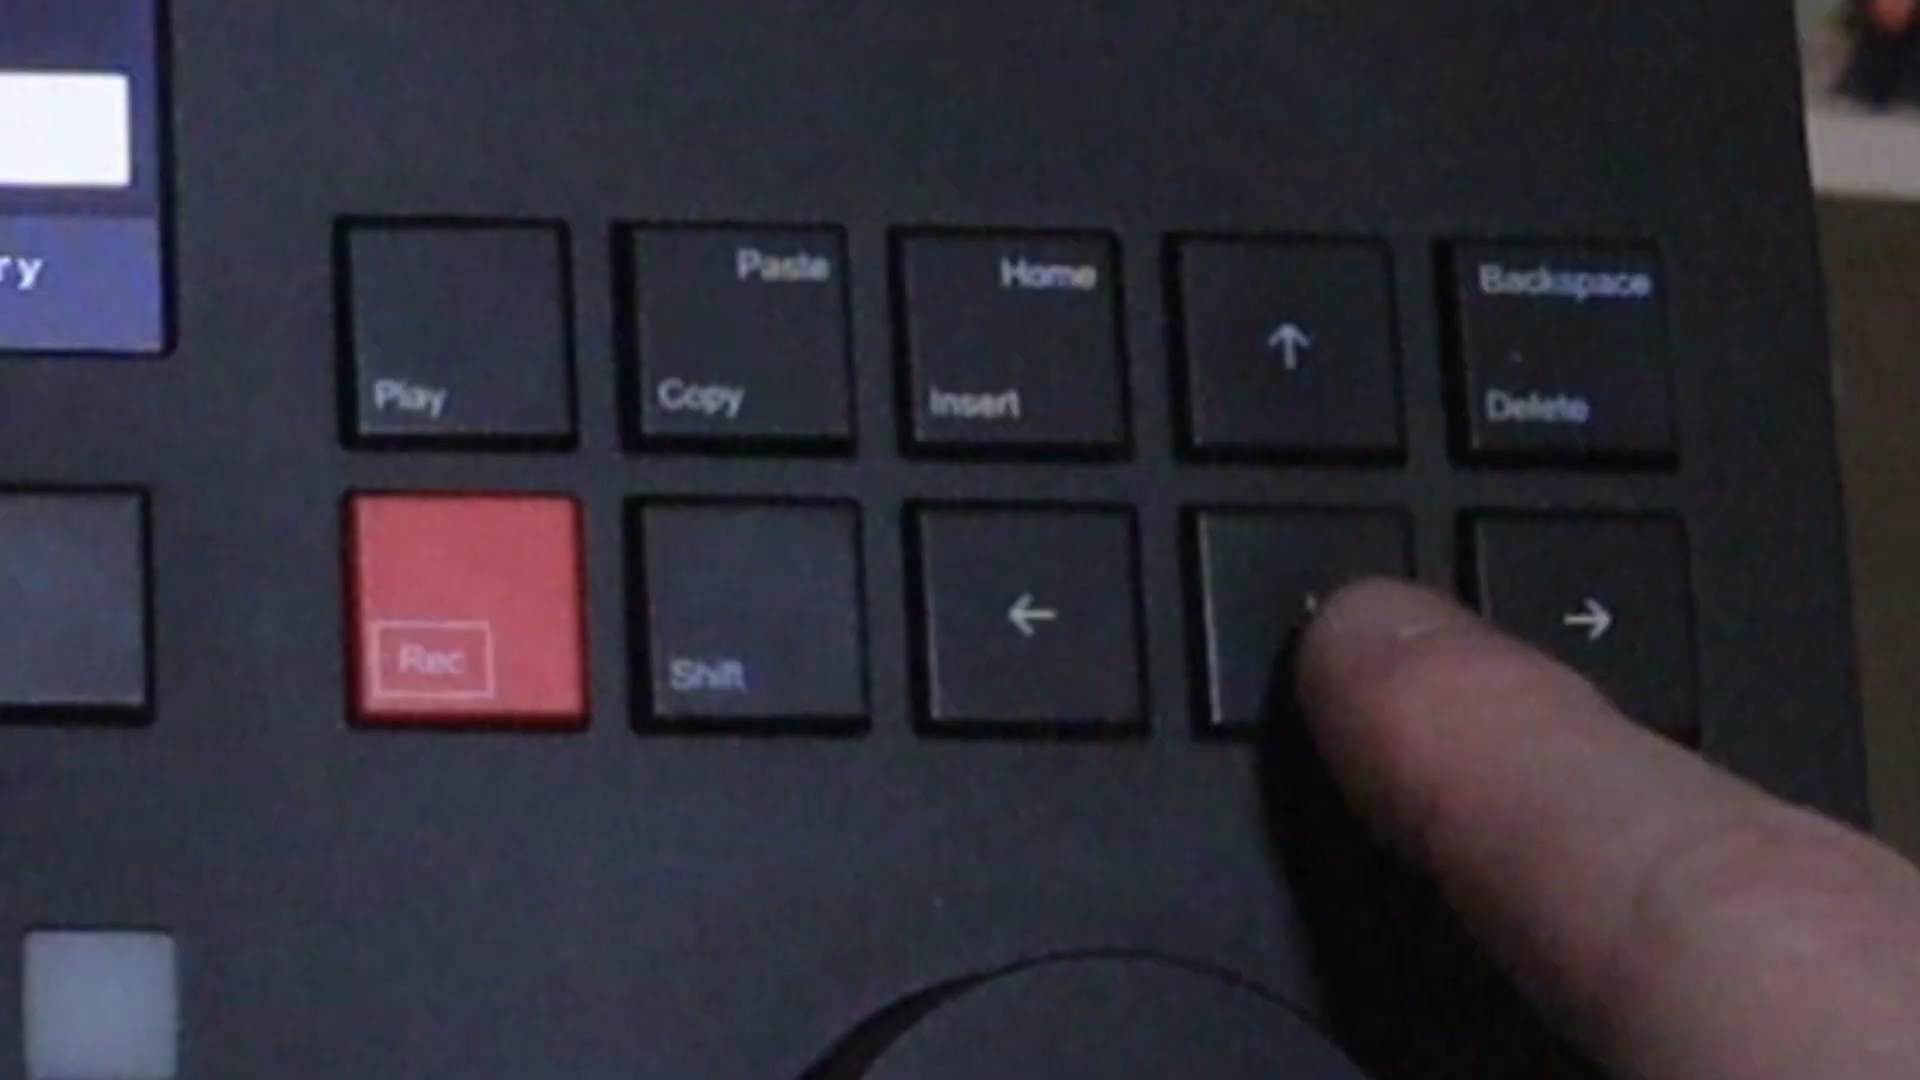 ry
Paste
Home
↑
Backspace
Play
Copy
Insert
Delete
Rec
Shift
←
→